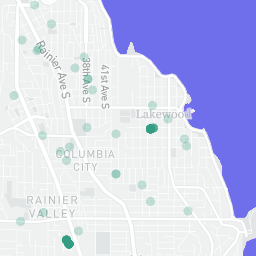 Rainier Ave S
38th Ave S
41st Ave S
Lakewood
COLUMBIA
CITY
RAINIER
VALLEY